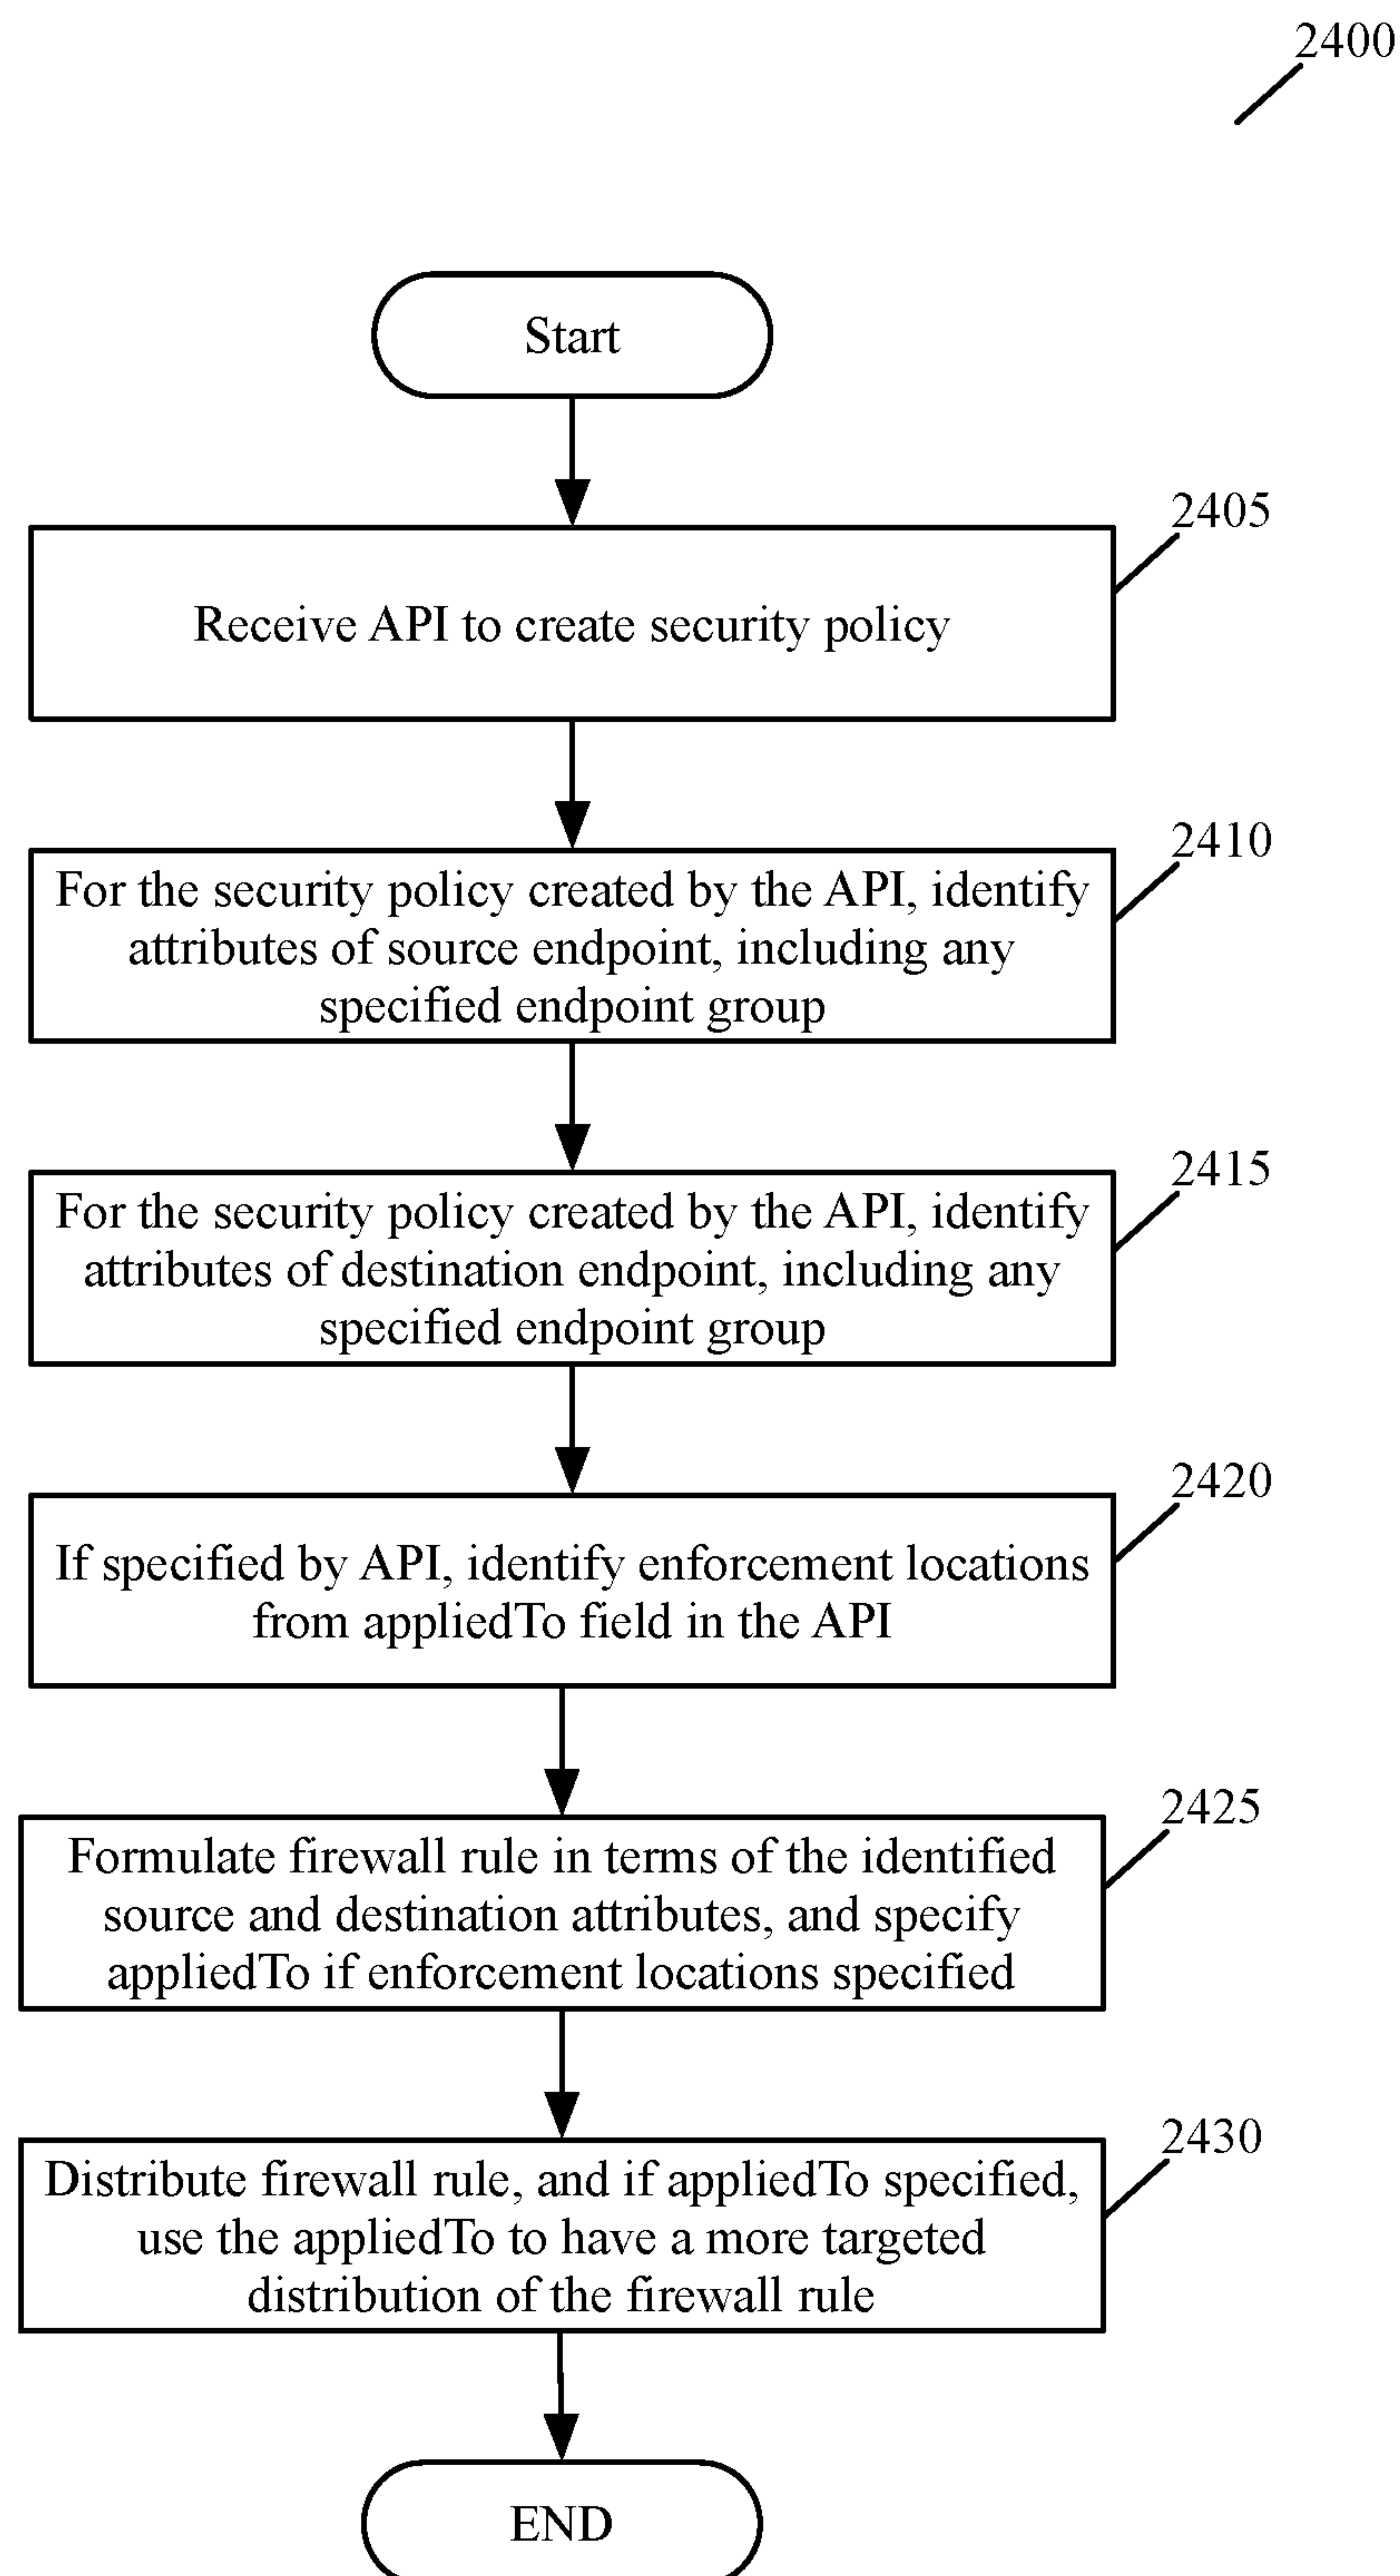 2400
Start
2405
Receive API to create security policy
2410
For the security policy created by the API, identify
attributes of source endpoint, including any
specified endpoint group
2415
For the security policy created by the API, identify
attributes of destination endpoint, including any
specified endpoint group
2420
If specified by API, identify enforcement locations
from appliedTo field in the API
2425
Formulate firewall rule in terms of the identified
source and destination attributes, and specify
appliedTo if enforcement locations specified
2430
Distribute firewall rule, and if appliedTo specified,
use the appliedTo to have a more targeted
distribution of the firewall rule
END